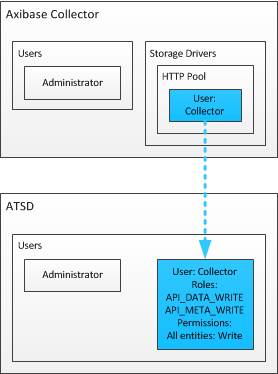 Axibase Collector
Users
Administrator
Storage Drivers
HTTP Pool
User:
Collector
ATSD
Users
Administrator
User: Collector
Roles:
API_DATA_WRITE
API_META_WRITE
Permissions:
All entities: Write